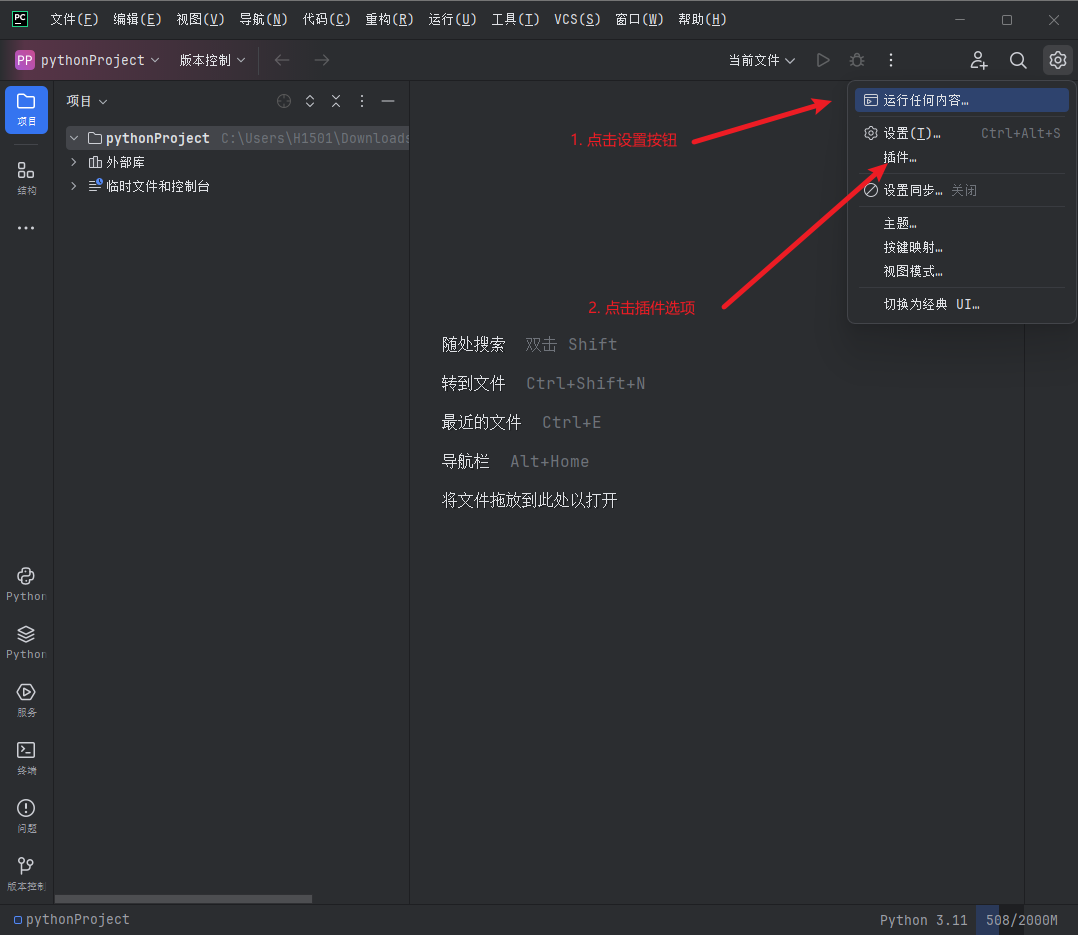 PC 文件(F) 编辑(E) 视图(V) 导航(N) 代码(C) 重构(R) 运行(U) 工具(T) VCS(S) 窗口(W) 帮助(H)
PP pythonProject 版本控制 当前文件
项目
项目
运行任何内容…
pythonProject C:\Users\H1501\Downloads
1. 点击设置按钮
设置(T)… Ctrl+Alt+S
外部库
插件…
结构
临时文件和控制台
设置同步… 关闭
主题…
按键映射…
视图模式…
切换为经典 UI…
2. 点击插件选项
随处搜索 双击 Shift
转到文件 Ctrl+Shift+N
最近的文件 Ctrl+E
导航栏 Alt+Home
将文件拖放到此处以打开
Python
Python
服务
终端
问题
版本控制
pythonProject Python 3.11 508/2000M